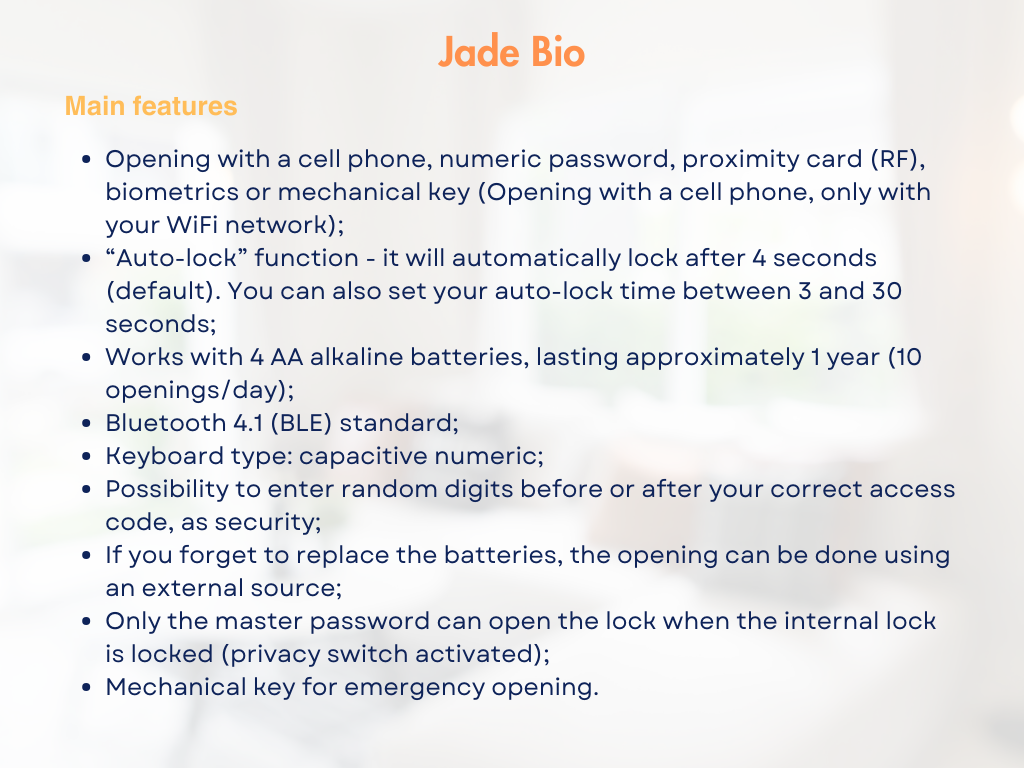 Jade Bio
Main features
• Opening with a cell phone, numeric password, proximity card (RF),
biometrics or mechanical key (Opening with a cell phone, only with
your WiFi network);
• “Auto-lock” function - it will automatically lock after 4 seconds
(default). You can also set your auto-lock time between 3 and 30
seconds;
• Works with 4 AA alkaline batteries, lasting approximately 1 year (10
openings/day);
• Bluetooth 4.1 (BLE) standard;
• Keyboard type: capacitive numeric;
• Possibility to enter random digits before or after your correct access
code, as security;
• If you forget to replace the batteries, the opening can be done using
an external source;
• Only the master password can open the lock when the internal lock
is locked (privacy switch activated);
• Mechanical key for emergency opening.